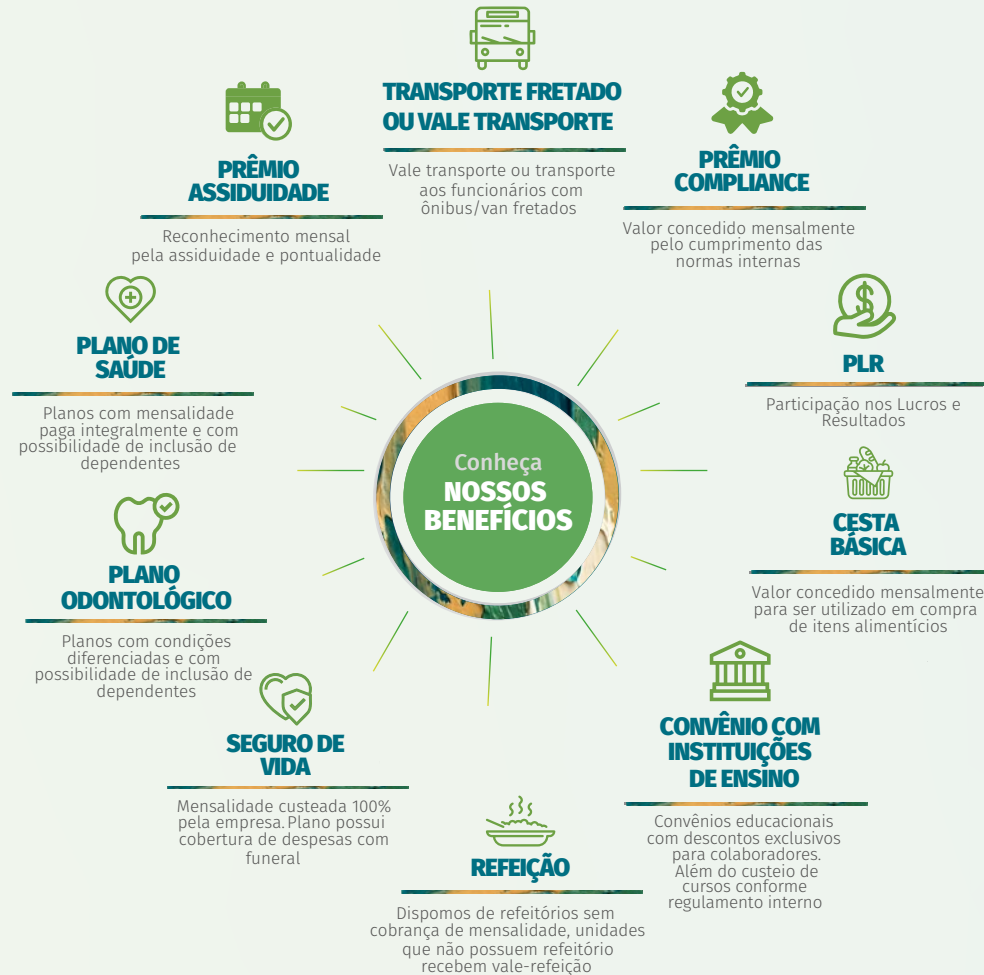 TRANSPORTE FRETADO
OU VALE TRANSPORTE
Vale transporte ou transporte
aos funcionários com
ônibus/van fretados
PRÊMIO
COMPLIANCE
Valor concedido mensalmente
pelo cumprimento das
normas internas
PLR
Participação nos Lucros e
Resultados
CESTA
BÁSICA
Valor concedido mensalmente
para ser utilizado em compra
de itens alimentícios
CONVÊNIO COM
INSTITUIÇÕES
DE ENSINO
Convênios educacionais
com descontos exclusivos
para colaboradores.
Além do custeio de
cursos conforme
regulamento interno
REFEIÇÃO
Dispomos de refeitórios sem
cobrança de mensalidade, unidades
que não possuem refeitório
recebem vale-refeição
SEGURO DE
VIDA
Mensalidade custeada 100%
pela empresa. Plano possui
cobertura de despesas com
funeral
PLANO
ODONTOLÓGICO
Planos com condições
diferenciadas e com
possibilidade de inclusão de
dependentes
PLANO DE
SAÚDE
Planos com mensalidade
paga integralmente e com
possibilidade de inclusão de
dependentes
PRÊMIO
ASSIDUIDADE
Reconhecimento mensal
pela assiduidade e pontualidade
Conheça
NOSSOS
BENEFÍCIOS